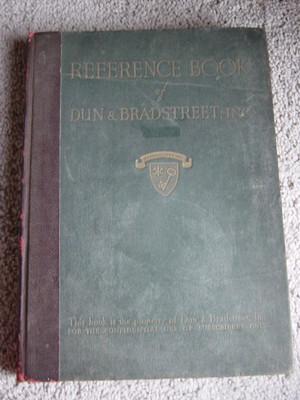 REFERENCE BOOK
of
DUN & BRADSTREET, INC.
This book is the property of Dun & Bradstreet, Inc.
FOR THE CONFIDENTIAL USE OF SUBSCRIBERS ONLY